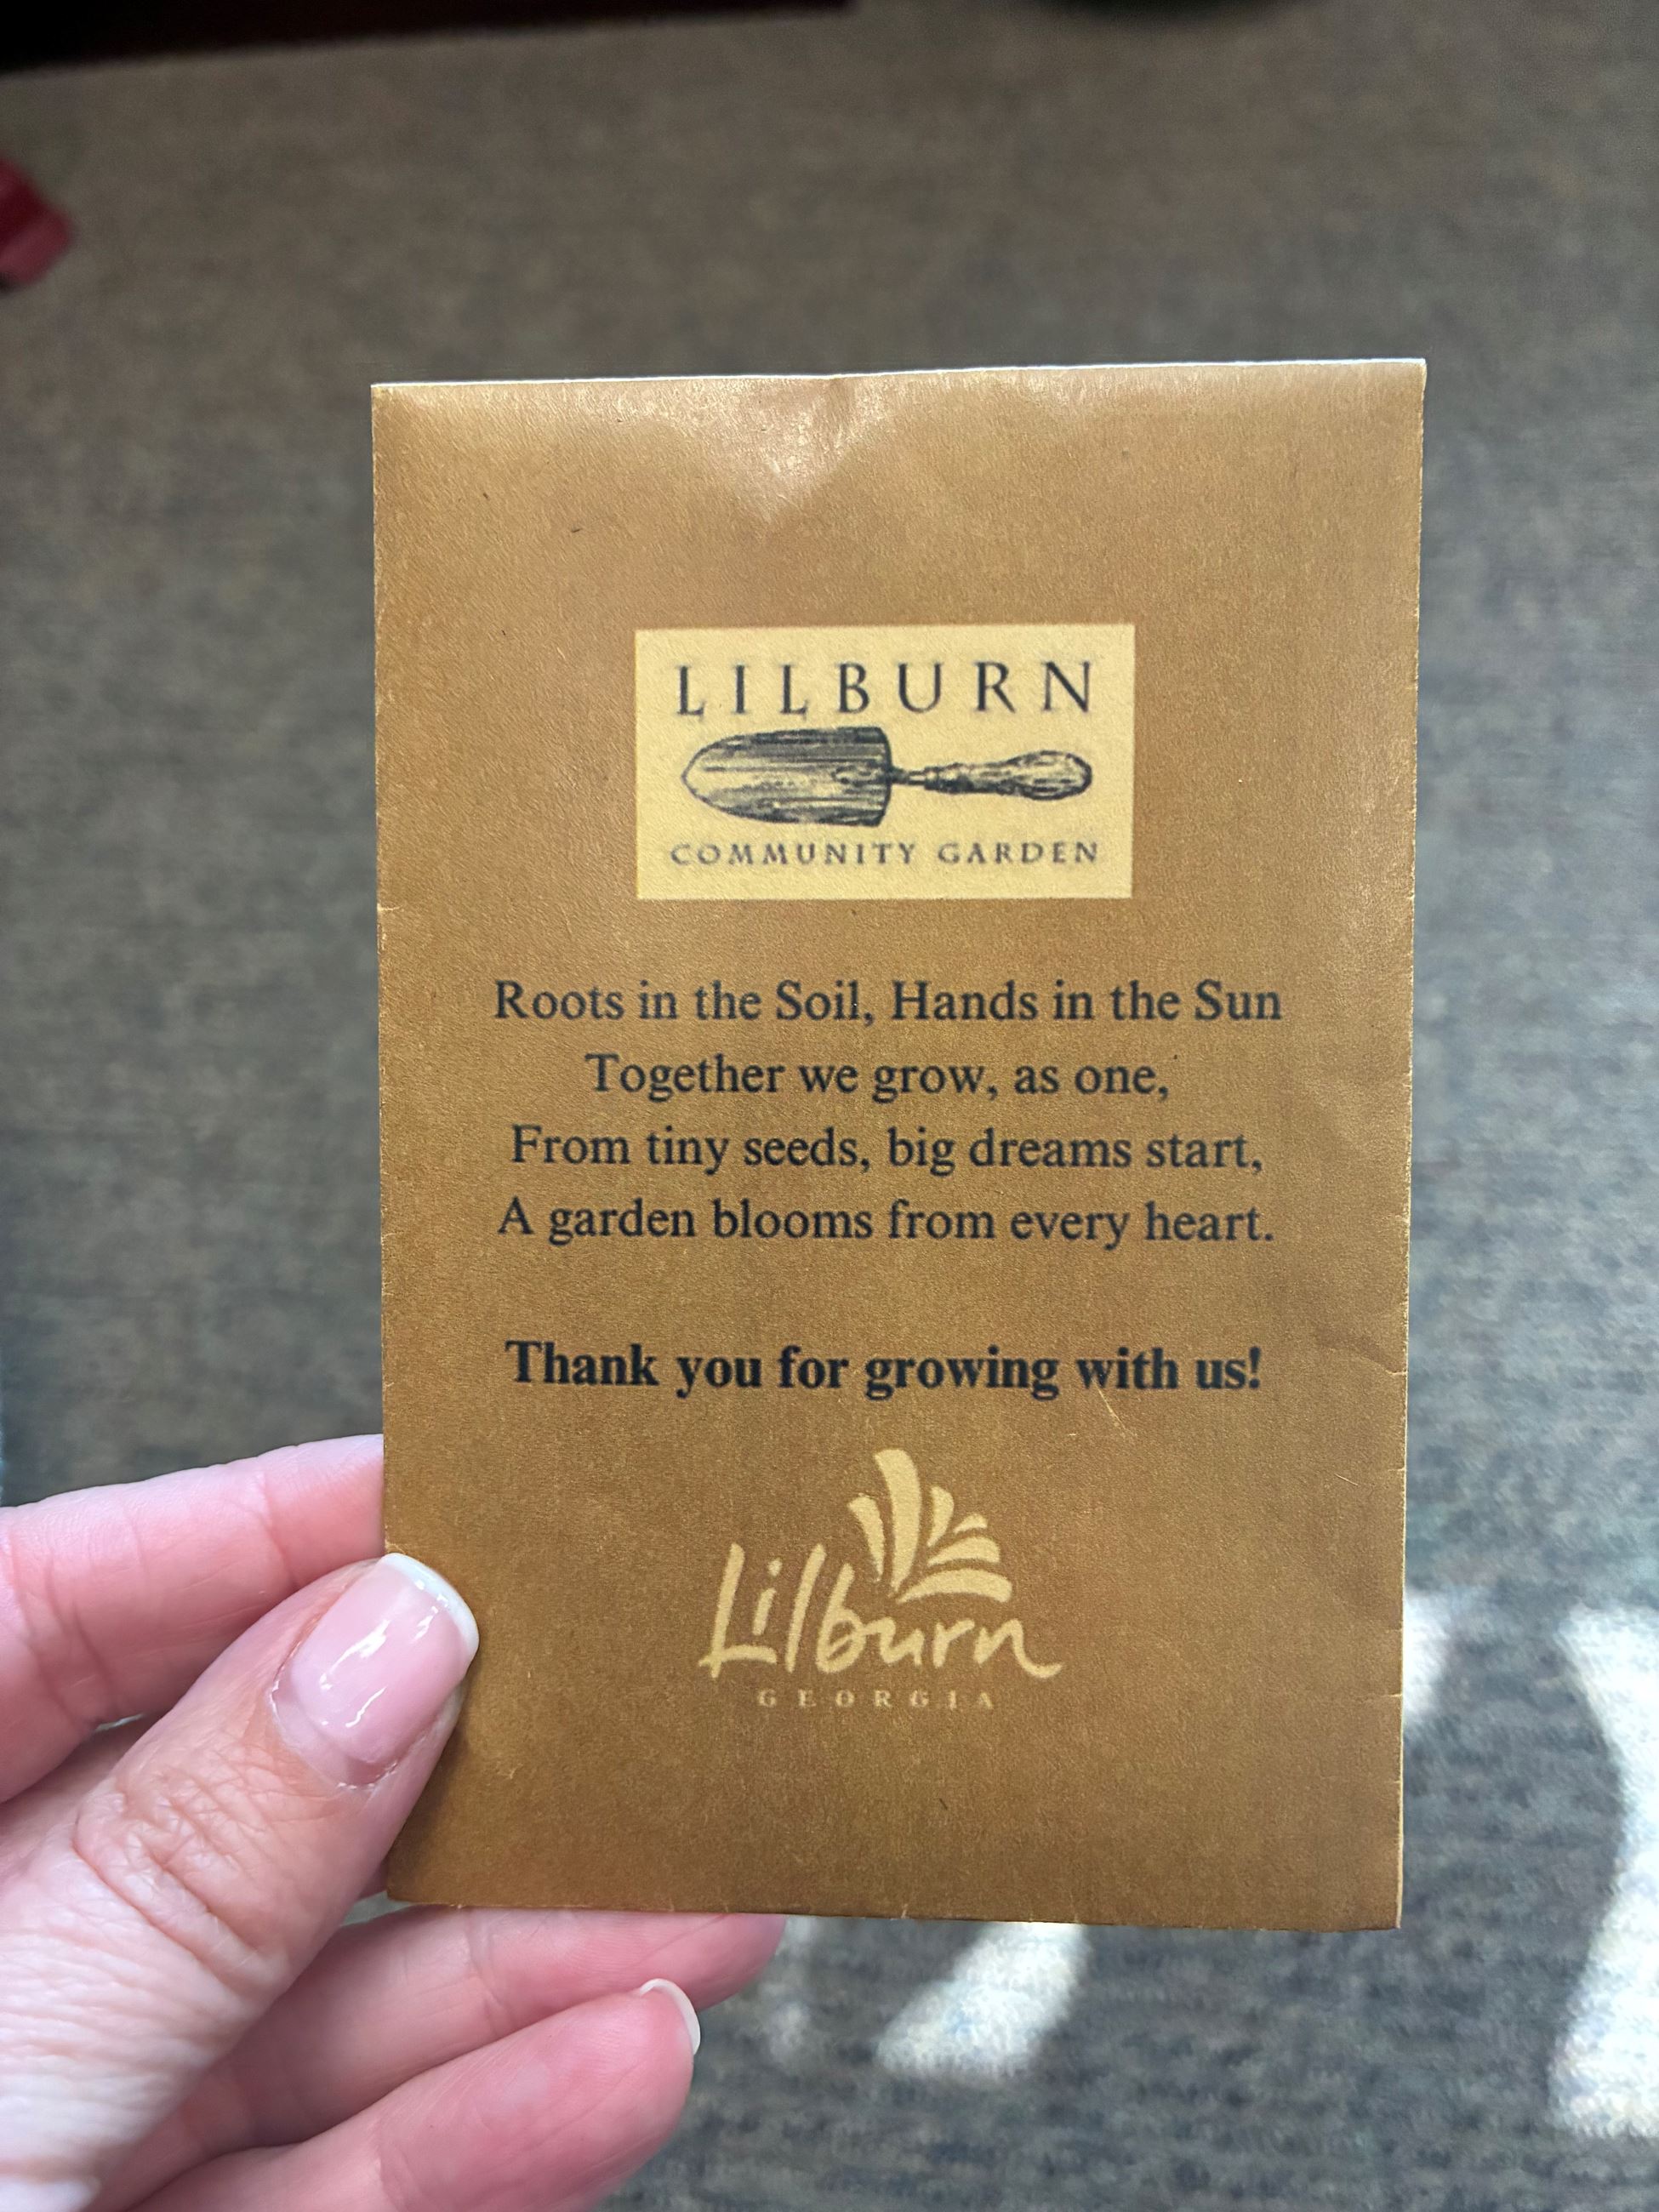 LILBURN
COMMUNITY GARDEN
Roots in the Soil, Hands in the Sun
Together we grow, as one,
From tiny seeds, big dreams start,
A garden blooms from every heart.
Thank you for growing with us!
Lilburn
GEORGIA